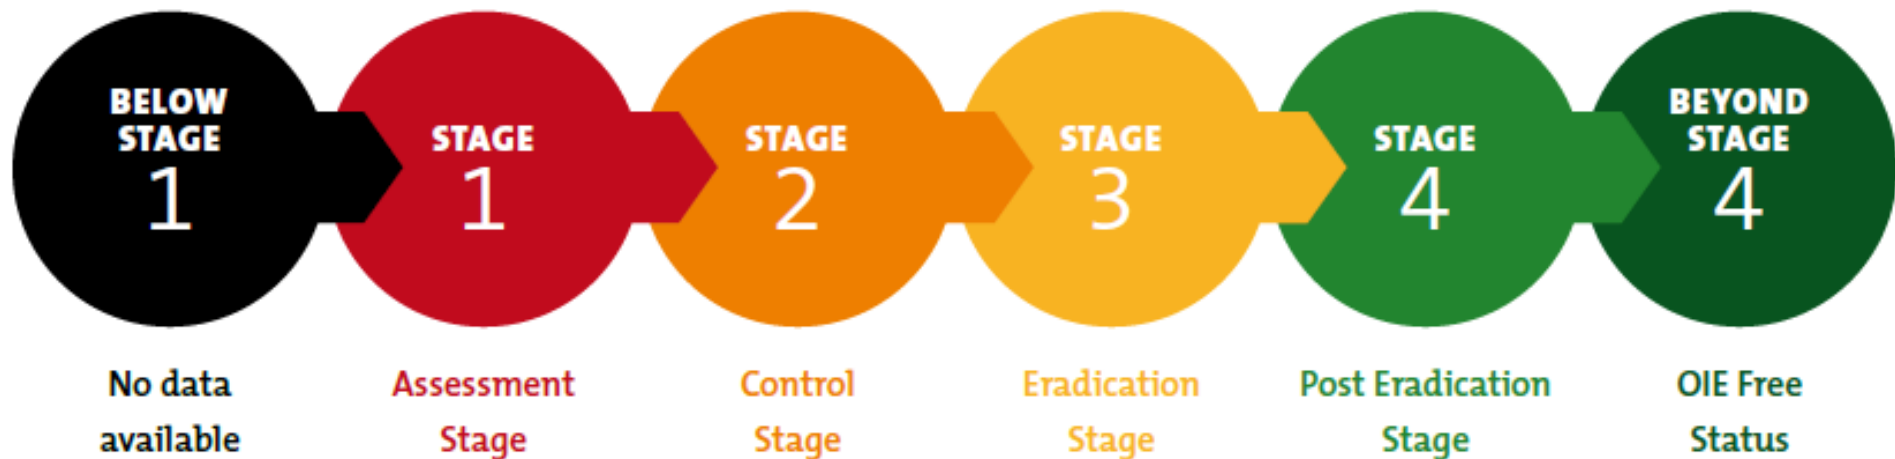 BELOW
STAGE
1
STAGE
1
STAGE
2
STAGE
3
STAGE
4
BEYOND
STAGE
4
No data
available
Assessment
Stage
Control
Stage
Eradication
Stage
Post Eradication
Stage
OIE Free
Status